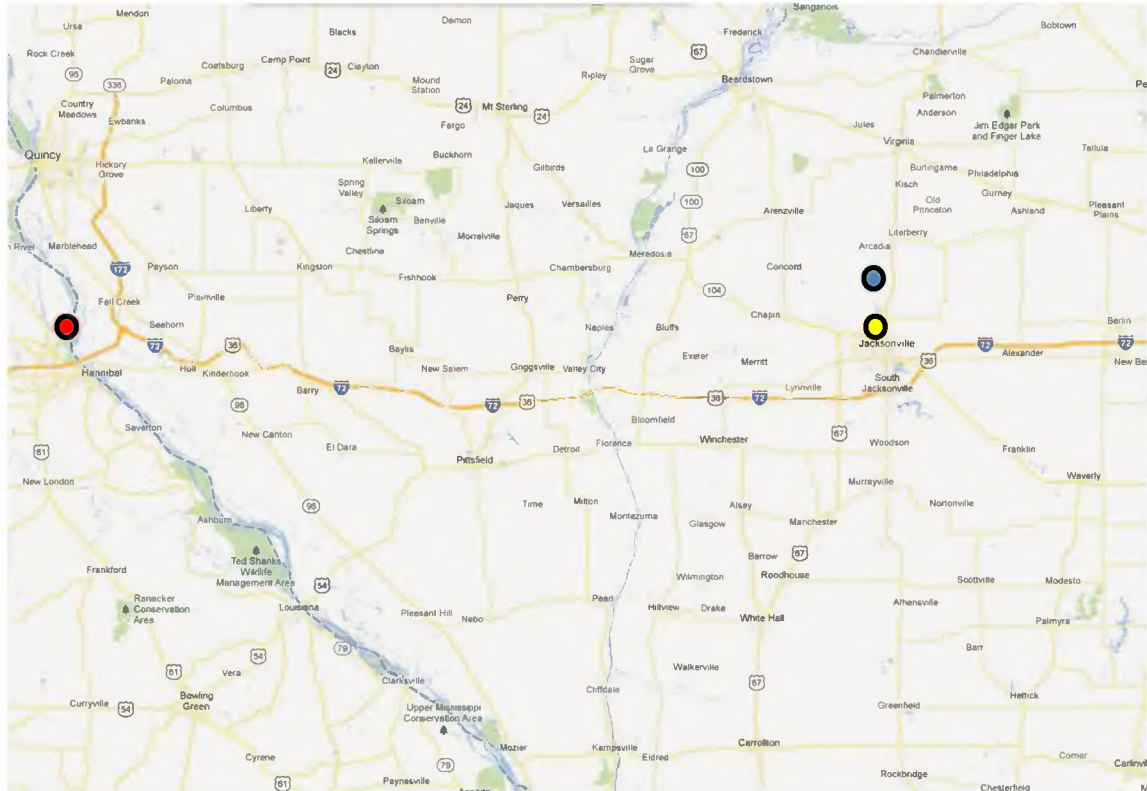 Sanganois
Mendon
Damon
Ursa
Blacks
Frederick
Bobtown
67
Chandlerville
Rock Creek
Coatsburg
Camp Point
Clayton
24
Sugar
Grove
96
336
Paloma
Mound
Station
Ripley
Beardstown
Palmerton
Anderson
Country
Meadows
Columbus
24
Mt Sterling
24
Ewbanks
Fargo
Jules
Jim Edgar Park
and Finger Lake
Virginia
Quincy
Kellerville
Buckhorn
La Grange
Tallula
Hickory
Grove
Gilbirds
100
Burlingame
Philadelphia
Spring
Valley
Kisch
Gurney
Siloam
Old
Princeton
Pleasant
Plains
Liberty
Siloam
Springs
Benville
Jaques
Versailles
100
Arenzville
Ashland
67
Literberry
Marblehead
Chestline
Morrelville
Meredosia
Arcadia
172
Payson
Kingston
Fishhook
Chambersburg
Concord
Fall Creek
Plainville
Perry
104
Chapin
Seehorn
36
Naples
Bluffs
Berlin
72
Baylis
Exeter
Merritt
Jacksonville
72
Alexander
72
Hannibal
Hull
Kinderhook
New Salem
Griggsville
Valley City
36
New Be
Barry
72
72
36
36
72
Lynnville
South
Jacksonville
96
Bloomfield
Saverton
New Canton
El Dara
Detroit
Florence
Winchester
67
Woodson
61
Pittsfield
Franklin
New London
Murrayville
Waverly
96
Time
Milton
Alsey
Nortonville
Ashburn
Montezuma
Glasgow
Manchester
Ted Shanks
Wildlife
Management Area
Barrow
67
Frankford
54
Wilmington
Roodhouse
Scottville
Modesto
Ranacker
Conservation
Area
Louisiana
Pleasant Hill
Nebo
Pearl
Hillview
Drake
White Hall
Athensville
Palmyra
79
54
Barr
61
Vera
Clarksville
Walkerville
Bowling
Green
67
Curryville
54
Upper Mississippi
Conservation Area
Cliffdale
Hettick
Greenfield
Mozier
Kampsville
Eldred
Carrollton
Cyrene
79
Comer
Carlinv
61
Paynesville
Rockbridge
Chesterfield